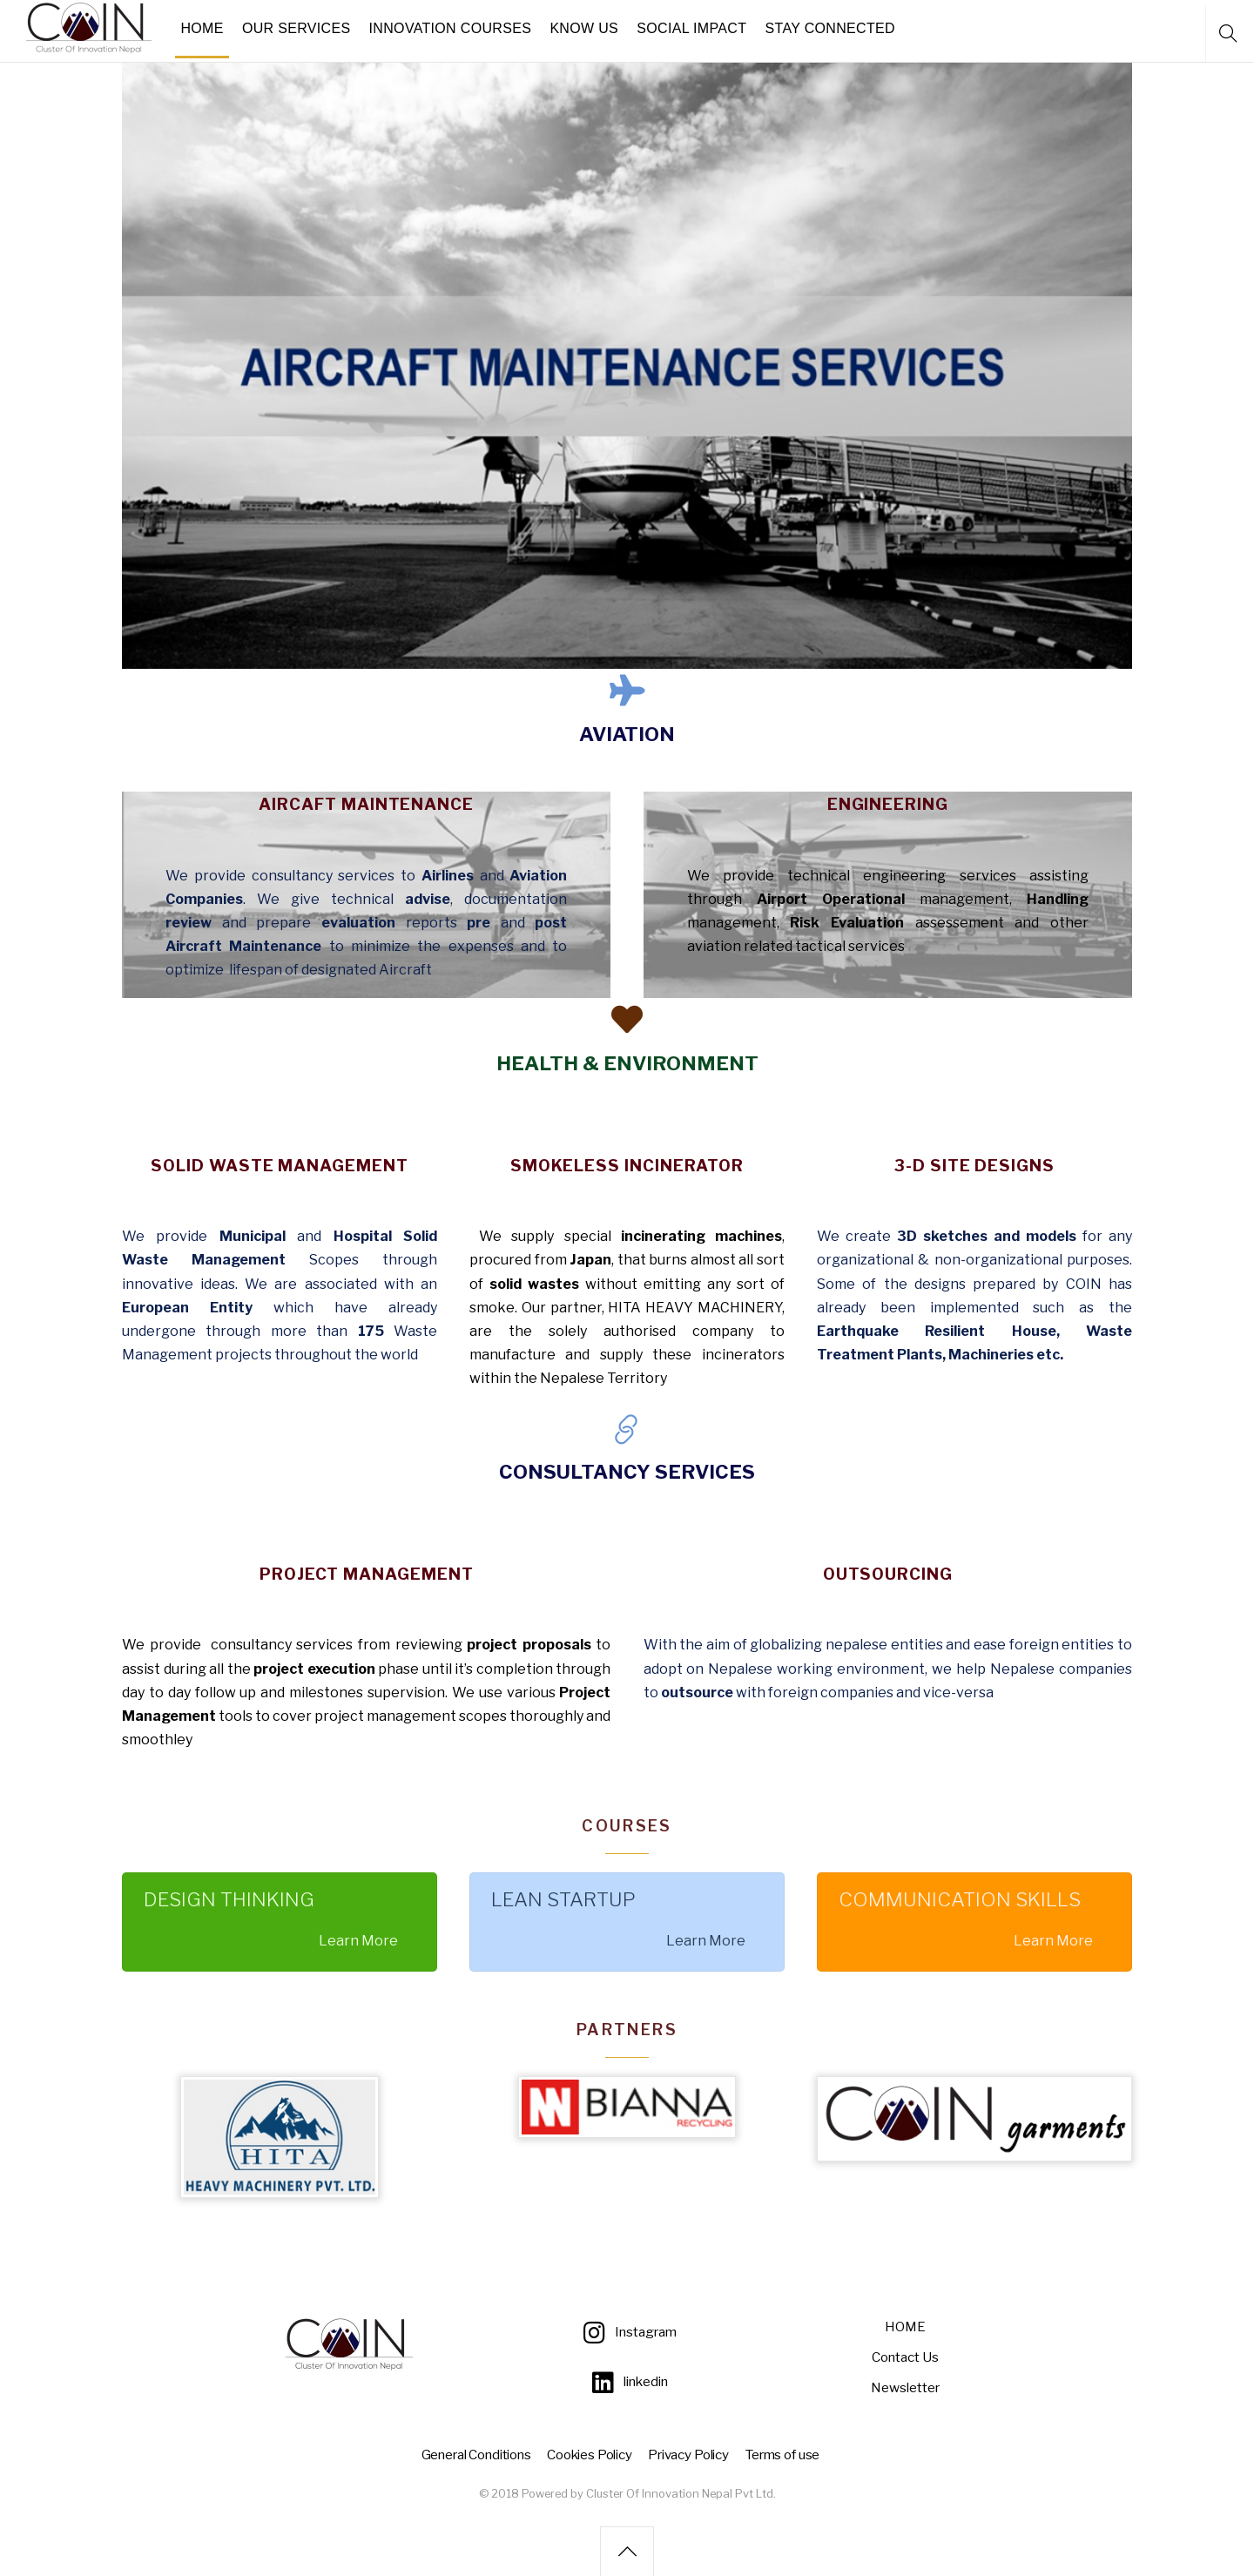 COIN
Cluster Of Innovation Nepal
HOME OUR SERVICES INNOVATION COURSES KNOW US SOCIAL IMPACT STAY CONNECTED
AIRCRAFT MAINTENANCE SERVICES
AVIATION
AIRCAFT MAINTENANCE
We provide consultancy services to Airlines and Aviation
Companies. We give technical advise, documentation
review and prepare evaluation reports pre and post
Aircraft Maintenance to minimize the expenses and to
optimize lifespan of designated Aircraft
ENGINEERING
We provide technical engineering services assisting
through Airport Operational management, Handling
management, Risk Evaluation assessement and other
aviation related tactical services
HEALTH & ENVIRONMENT
SOLID WASTE MANAGEMENT
We provide Municipal and Hospital Solid
Waste Management Scopes through
innovative ideas. We are associated with an
European Entity which have already
undergone through more than 175 Waste
Management projects throughout the world
SMOKELESS INCINERATOR
We supply special incinerating machines,
procured from Japan, that burns almost all sort
of solid wastes without emitting any sort of
smoke. Our partner, HITA HEAVY MACHINERY,
are the solely authorised company to
manufacture and supply these incinerators
within the Nepalese Territory
3-D SITE DESIGNS
We create 3D sketches and models for any
organizational & non-organizational purposes.
Some of the designs prepared by COIN has
already been implemented such as the
Earthquake Resilient House, Waste
Treatment Plants, Machineries etc.
CONSULTANCY SERVICES
PROJECT MANAGEMENT
We provide consultancy services from reviewing project proposals to
assist during all the project execution phase until it's completion through
day to day follow up and milestones supervision. We use various Project
Management tools to cover project management scopes thoroughly and
smoothley
OUTSOURCING
With the aim of globalizing nepalese entities and ease foreign entities to
adopt on Nepalese working environment, we help Nepalese companies
to outsource with foreign companies and vice-versa
COURSES
DESIGN THINKING
Learn More
LEAN STARTUP
Learn More
COMMUNICATION SKILLS
Learn More
PARTNERS
HITA
HEAVY MACHINERY PVT. LTD.
BIANNA
RECYCLING
COIN garments
COIN
Cluster Of Innovation Nepal
Instagram
linkedin
HOME
Contact Us
Newsletter
General Conditions Cookies Policy Privacy Policy Terms of use
© 2018 Powered by Cluster Of Innovation Nepal Pvt Ltd.